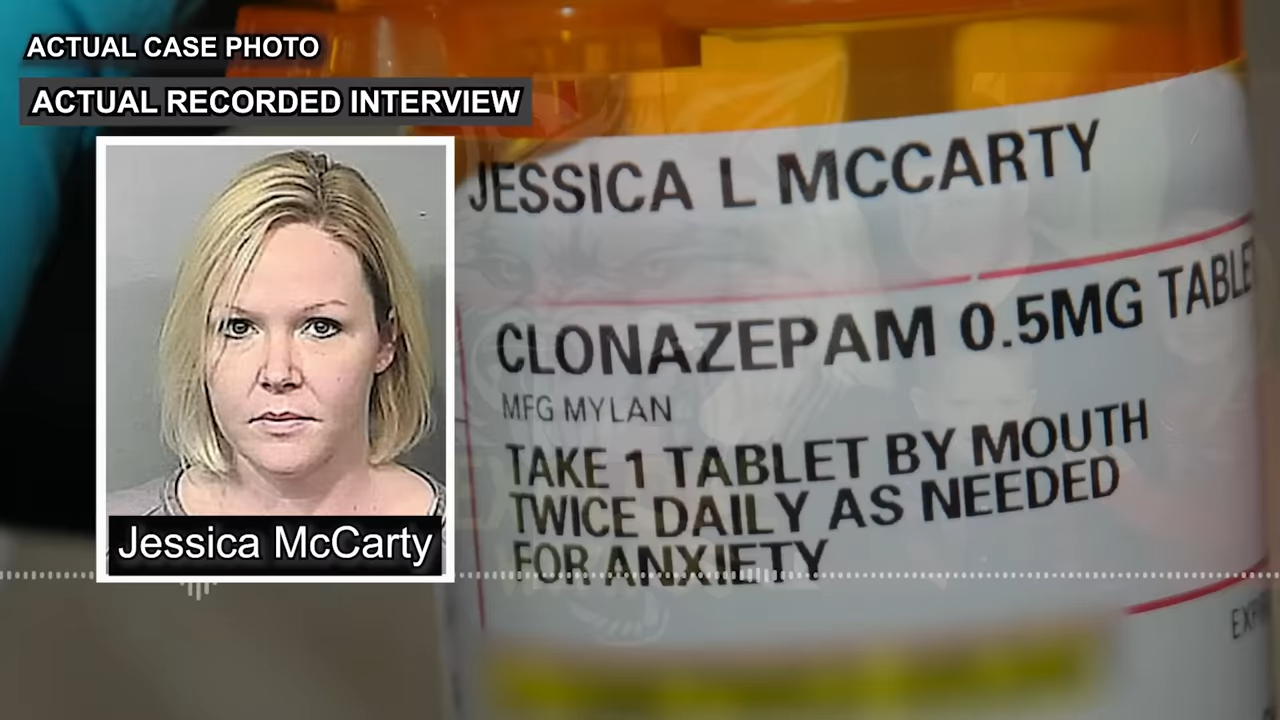 ACTUAL CASE PHOTO
ACTUAL RECORDED INTERVIEW
Jessica McCarty
JESSICA L MCCARTY
CLONAZEPAM 0.5MG TABLE
MFG MYLAN
TAKE 1 TABLET BY MOUTH
TWICE DAILY AS NEEDED
FOR ANXIETY